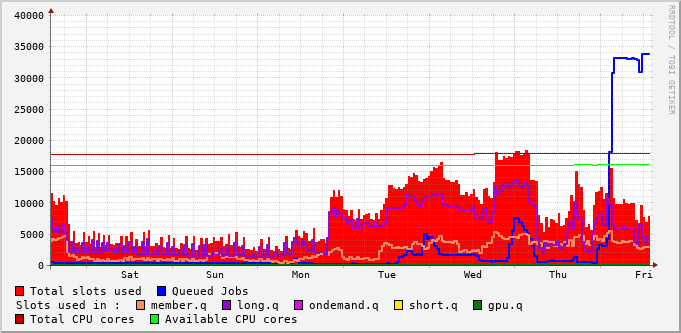 40000
35000
30000
25000
20000
15000
10000
5000
0
Sat Sun Mon Tue Wed Thu Fri
RRDTOOL / TOBI OETIKER
Total slots used Queued Jobs
Slots used in : member.q long.q ondemand.q short.q gpu.q
Total CPU cores Available CPU cores